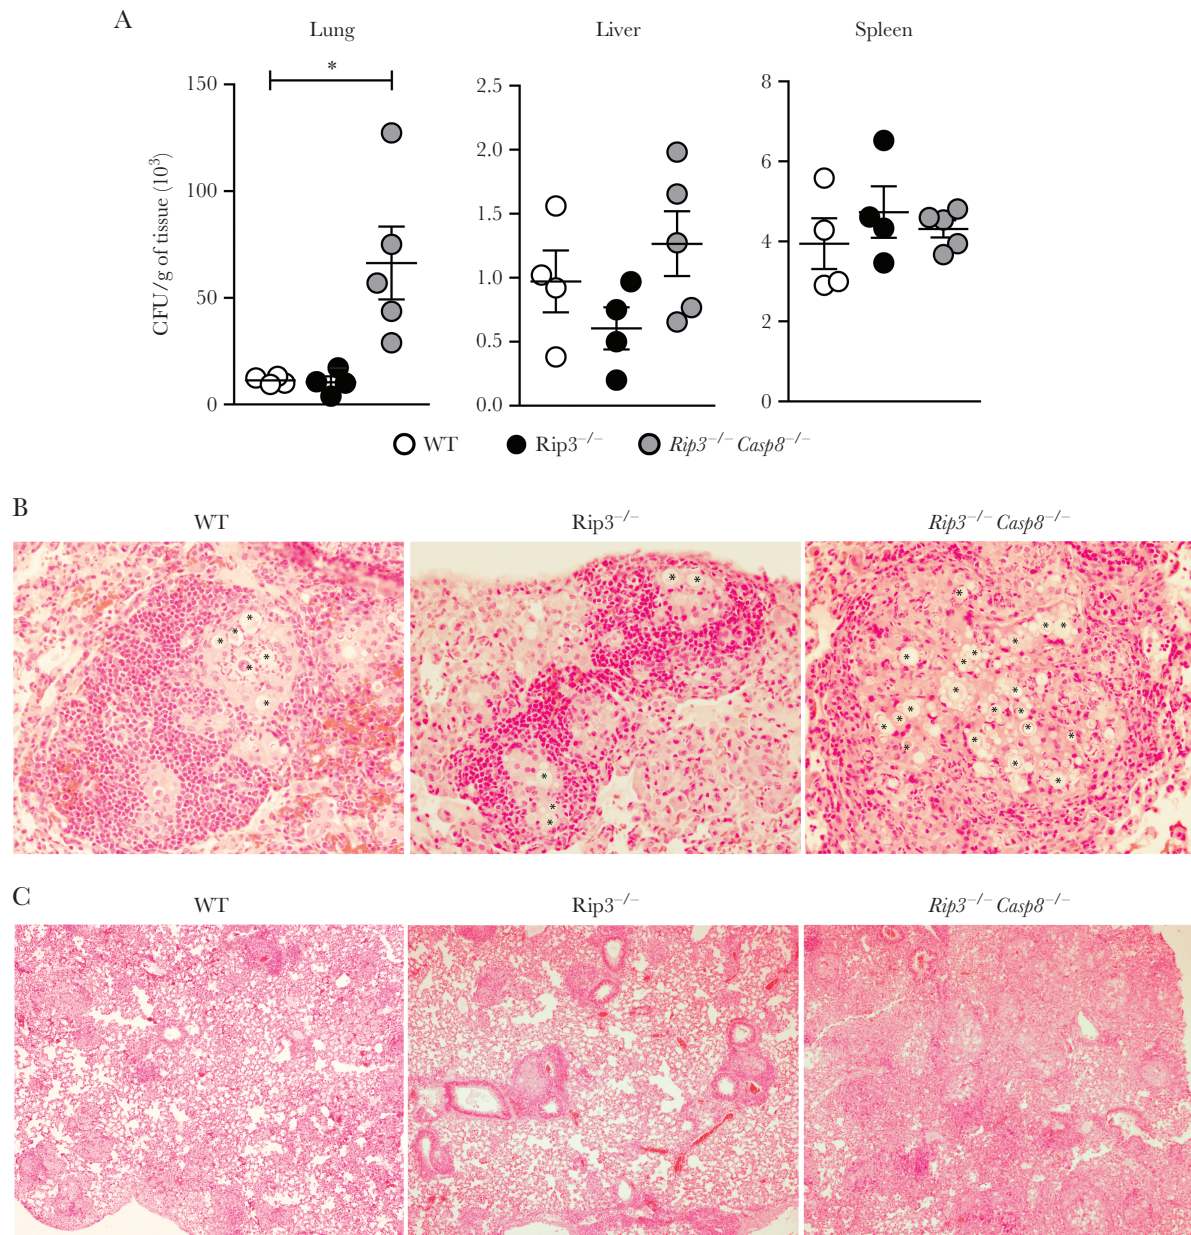 A
Lung
Liver
Spleen
*
CFU/g of tissue (10³)
150
100
50
0
2.5
2.0
1.5
1.0
0.5
0.0
8
6
4
2
0
WT
Rip3⁻/⁻
Rip3⁻/⁻ Casp8⁻/⁻
B
WT
Rip3⁻/⁻
Rip3⁻/⁻ Casp8⁻/⁻
C
WT
Rip3⁻/⁻
Rip3⁻/⁻ Casp8⁻/⁻